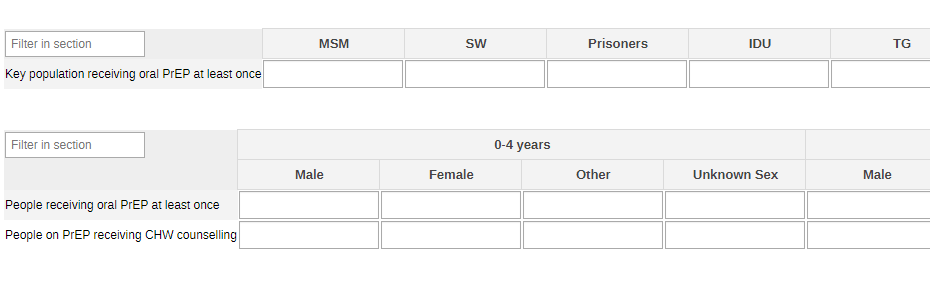 Filter in section MSM SW Prisoners IDU TG
Key population receiving oral PrEP at least once
Filter in section 0-4 years
Male Female Other Unknown Sex Male
People receiving oral PrEP at least once
People on PrEP receiving CHW counselling